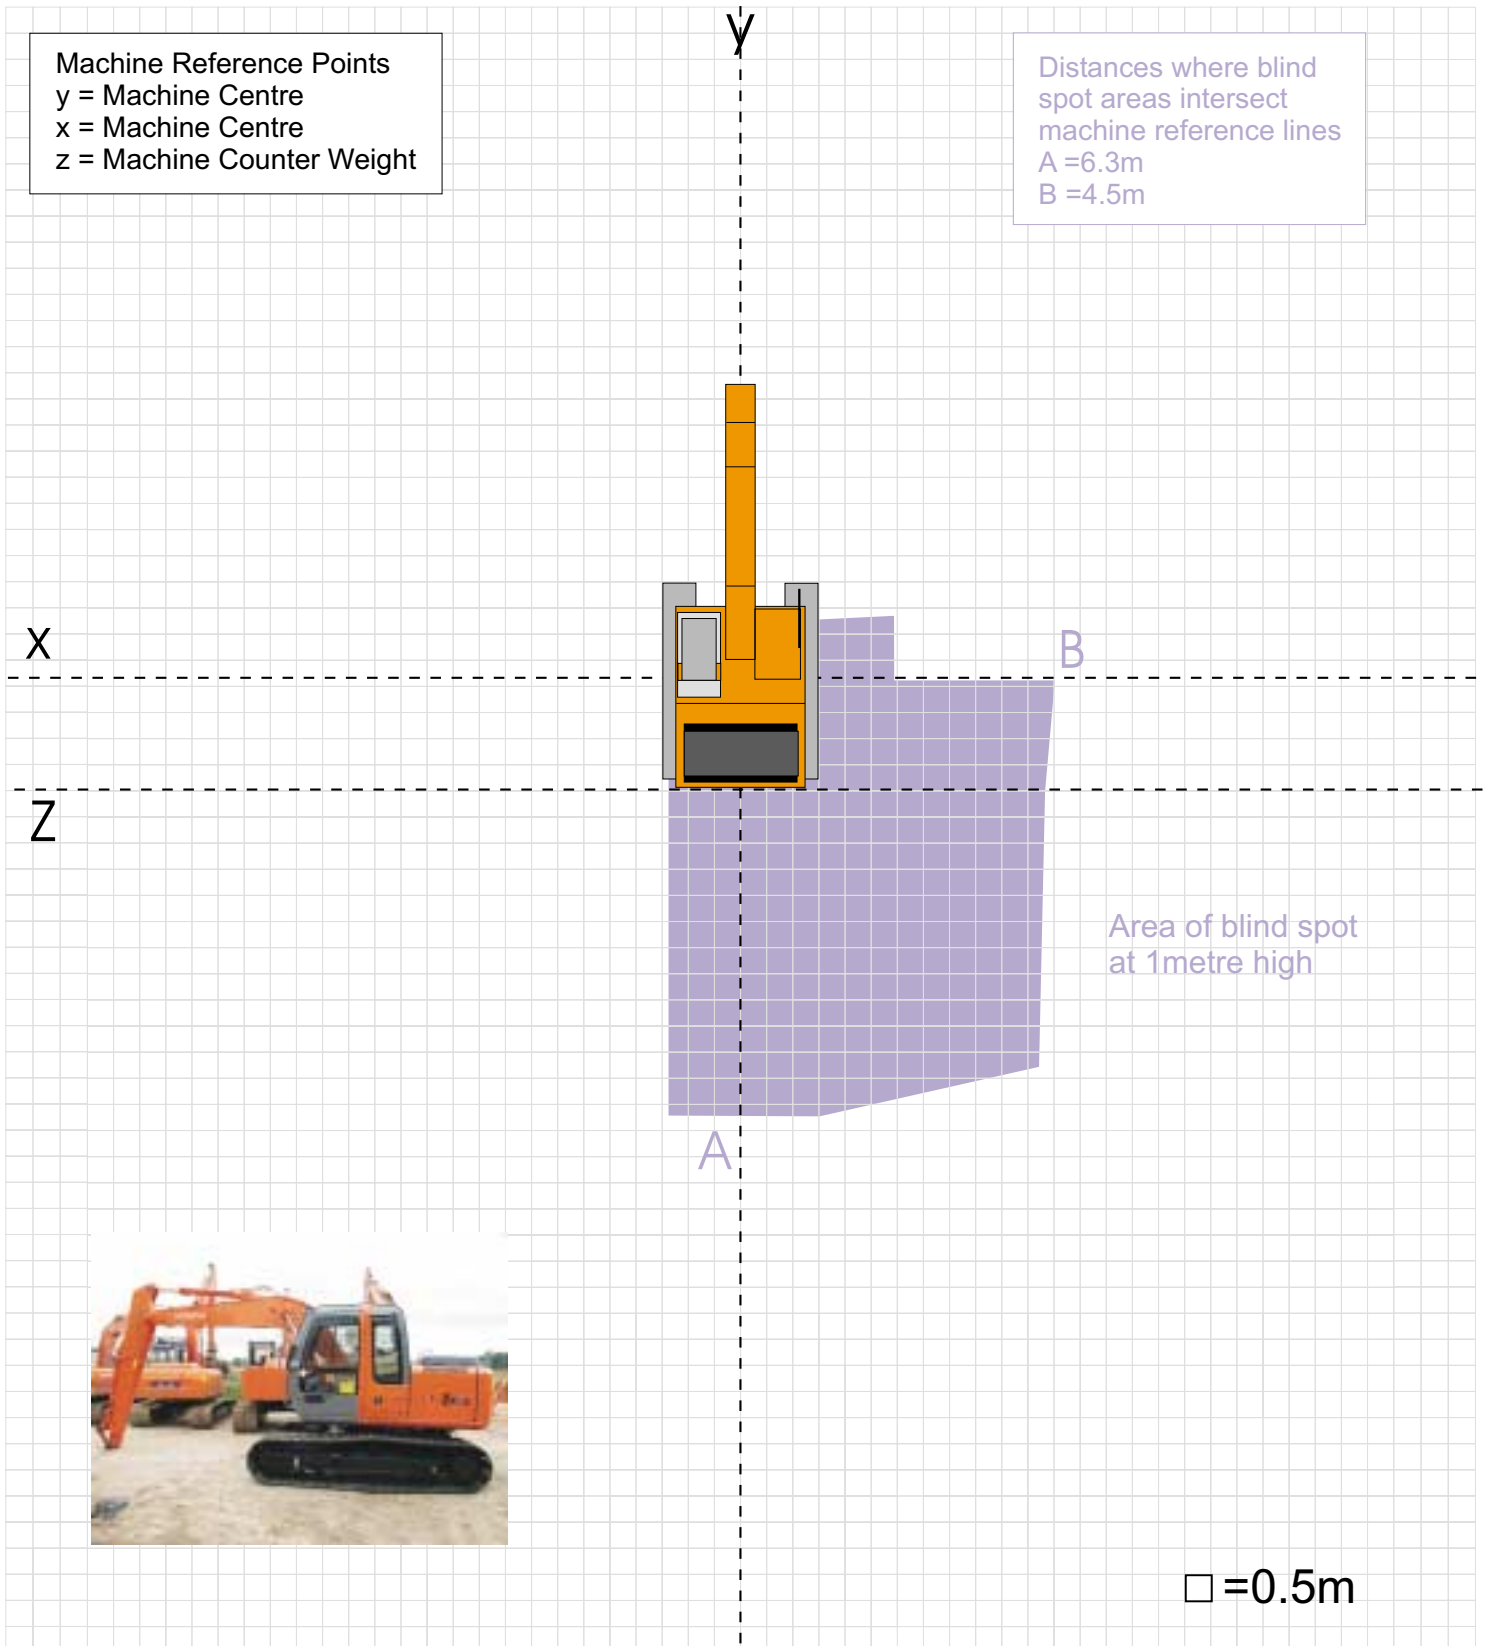 y
Machine Reference Points
y = Machine Centre
x = Machine Centre
z = Machine Counter Weight
Distances where blind
spot areas intersect
machine reference lines
A =6.3m
B =4.5m
x
B
z
Area of blind spot
at 1metre high
A
=0.5m